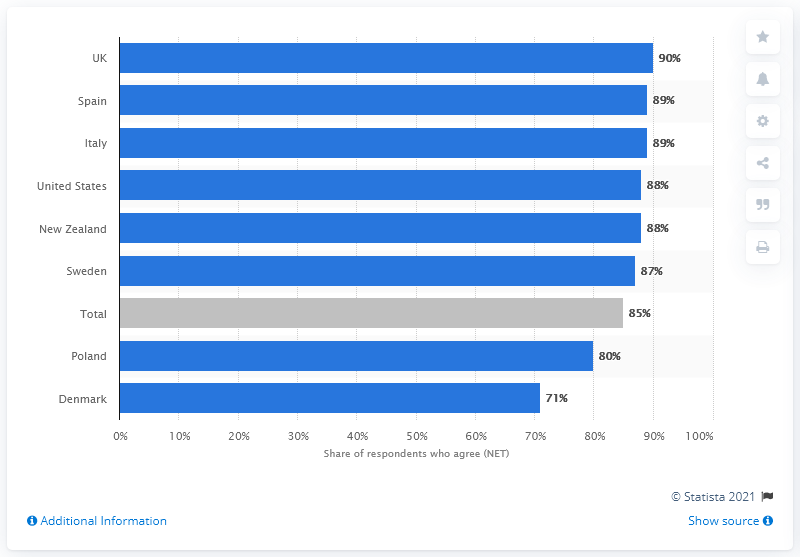 UK 90%
Spain 89%
Italy 89%
United States 88%
New Zealand 88%
Sweden 87%
Total 85%
Poland 80%
Denmark 71%
0% 10% 20% 30% 40% 50% 60% 70% 80% 90% 100%
Share of respondents who agree (NET)
© Statista 2021
Additional Information Show source